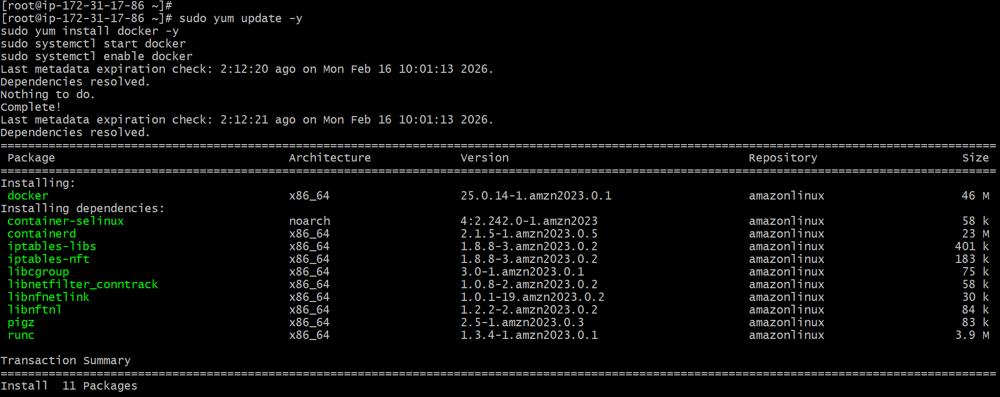 [root@ip-172-31-17-86 ~]#
[root@ip-172-31-17-86 ~]# sudo yum update -y
sudo yum install docker -y
sudo systemctl start docker
sudo systemctl enable docker
Last metadata expiration check: 2:12:20 ago on Mon Feb 16 10:01:13 2026.
Dependencies resolved.
Nothing to do.
Complete!
Last metadata expiration check: 2:12:21 ago on Mon Feb 16 10:01:13 2026.
Dependencies resolved.
================================================================================================================================================
Package Architecture Version Repository Size
================================================================================================================================================
Installing:
docker x86_64 25.0.14-1.amzn2023.0.1 amazonlinux 46 M
Installing dependencies:
container-selinux noarch 4:2.242.0-1.amzn2023 amazonlinux 58 k
containerd x86_64 2.1.5-1.amzn2023.0.5 amazonlinux 23 M
iptables-libs x86_64 1.8.8-3.amzn2023.0.2 amazonlinux 401 k
iptables-nft x86_64 1.8.8-3.amzn2023.0.2 amazonlinux 183 k
libcgroup x86_64 3.0-1.amzn2023.0.1 amazonlinux 75 k
libnetfilter_conntrack x86_64 1.0.8-2.amzn2023.0.2 amazonlinux 58 k
libnfnetlink x86_64 1.0.1-19.amzn2023.0.2 amazonlinux 30 k
libnftnl x86_64 1.2.2-2.amzn2023.0.2 amazonlinux 84 k
pigz x86_64 2.5-1.amzn2023.0.3 amazonlinux 83 k
runc x86_64 1.3.4-1.amzn2023.0.1 amazonlinux 3.9 M
Transaction Summary
================================================================================================================================================
Install 11 Packages